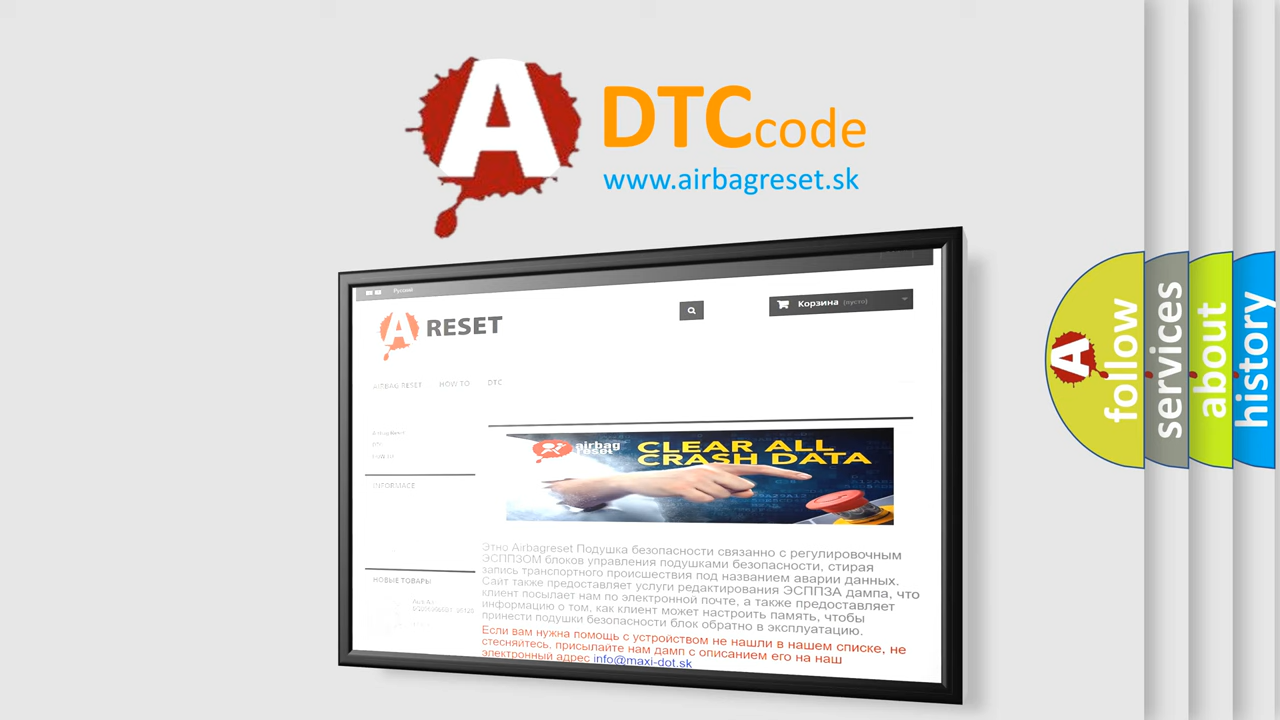 A
DTCcode
www.airbagreset.sk
Русский
A RESET
Корзина (пусто)
AIRBAG RESET HOW TO DTC
INFORMACE
airbag
reset
CLEAR ALL
CRASH DATA
Этно Airbagreset Подушка безопасности связанно с регулировочным
ЭСППЗОМ блоков управления подушками безопасности, стирая
запись транспортного происшествия под названием аварии данных.
Сайт также предоставляет услуги редактирования ЭСППЗА дампа, что
клиент посылает нам по электронной почте, а также предоставляет
информацию о том, как клиент может настроить память, чтобы
принести подушки безопасности блок обратно в эксплуатацию.
Если вам нужна помощь с устройством не нашли в нашем списке, не
стесняйтесь, присылайте нам дамп с описанием его на наш
электронный адрес info@maxi-dot.sk
НОВЫЕ ТОВАРЫ
A
follow
services
about
history